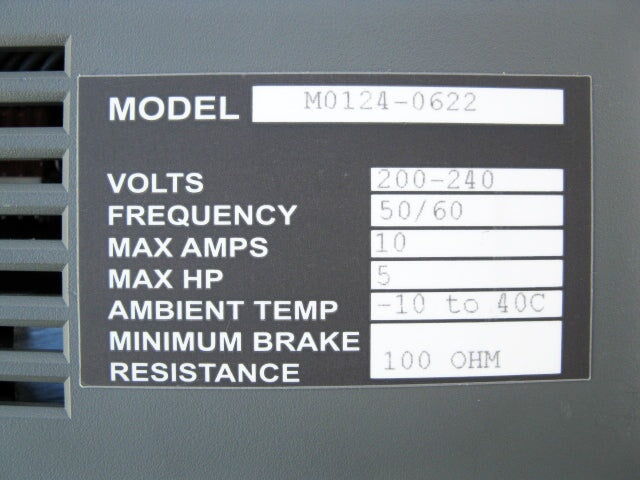 MODEL M0124-0622
VOLTS 200-240
FREQUENCY 50/60
MAX AMPS 10
MAX HP 5
AMBIENT TEMP -10 to 40C
MINIMUM BRAKE
RESISTANCE 100 OHM